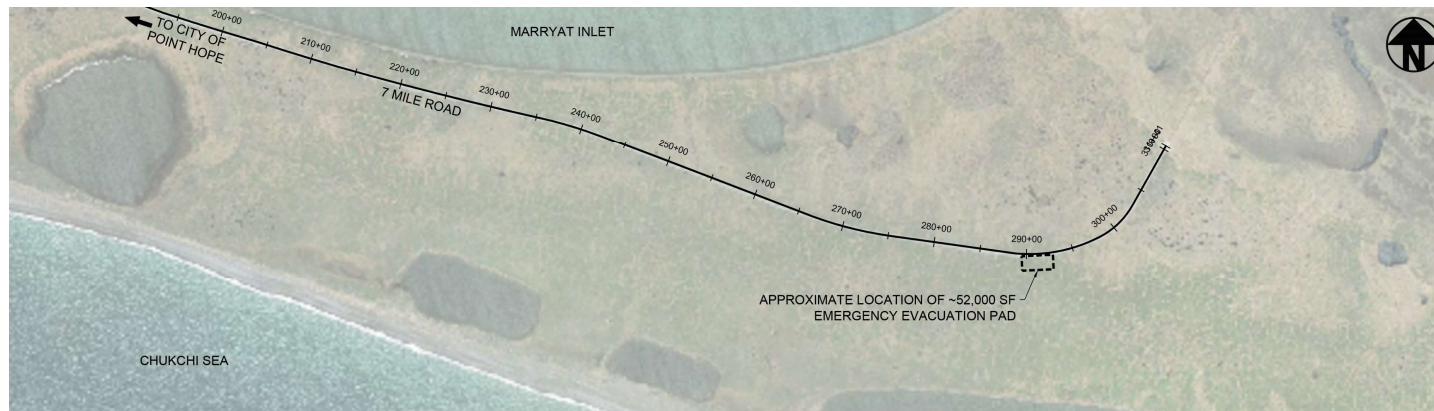 200+00
TO CITY OF
POINT HOPE
MARRYAT INLET
N
210+00
220+00
7 MILE ROAD
230+00
240+00
250+00
260+00
270+00
280+00
290+00
300+00
APPROXIMATE LOCATION OF ~52,000 SF
EMERGENCY EVACUATION PAD
CHUKCHI SEA